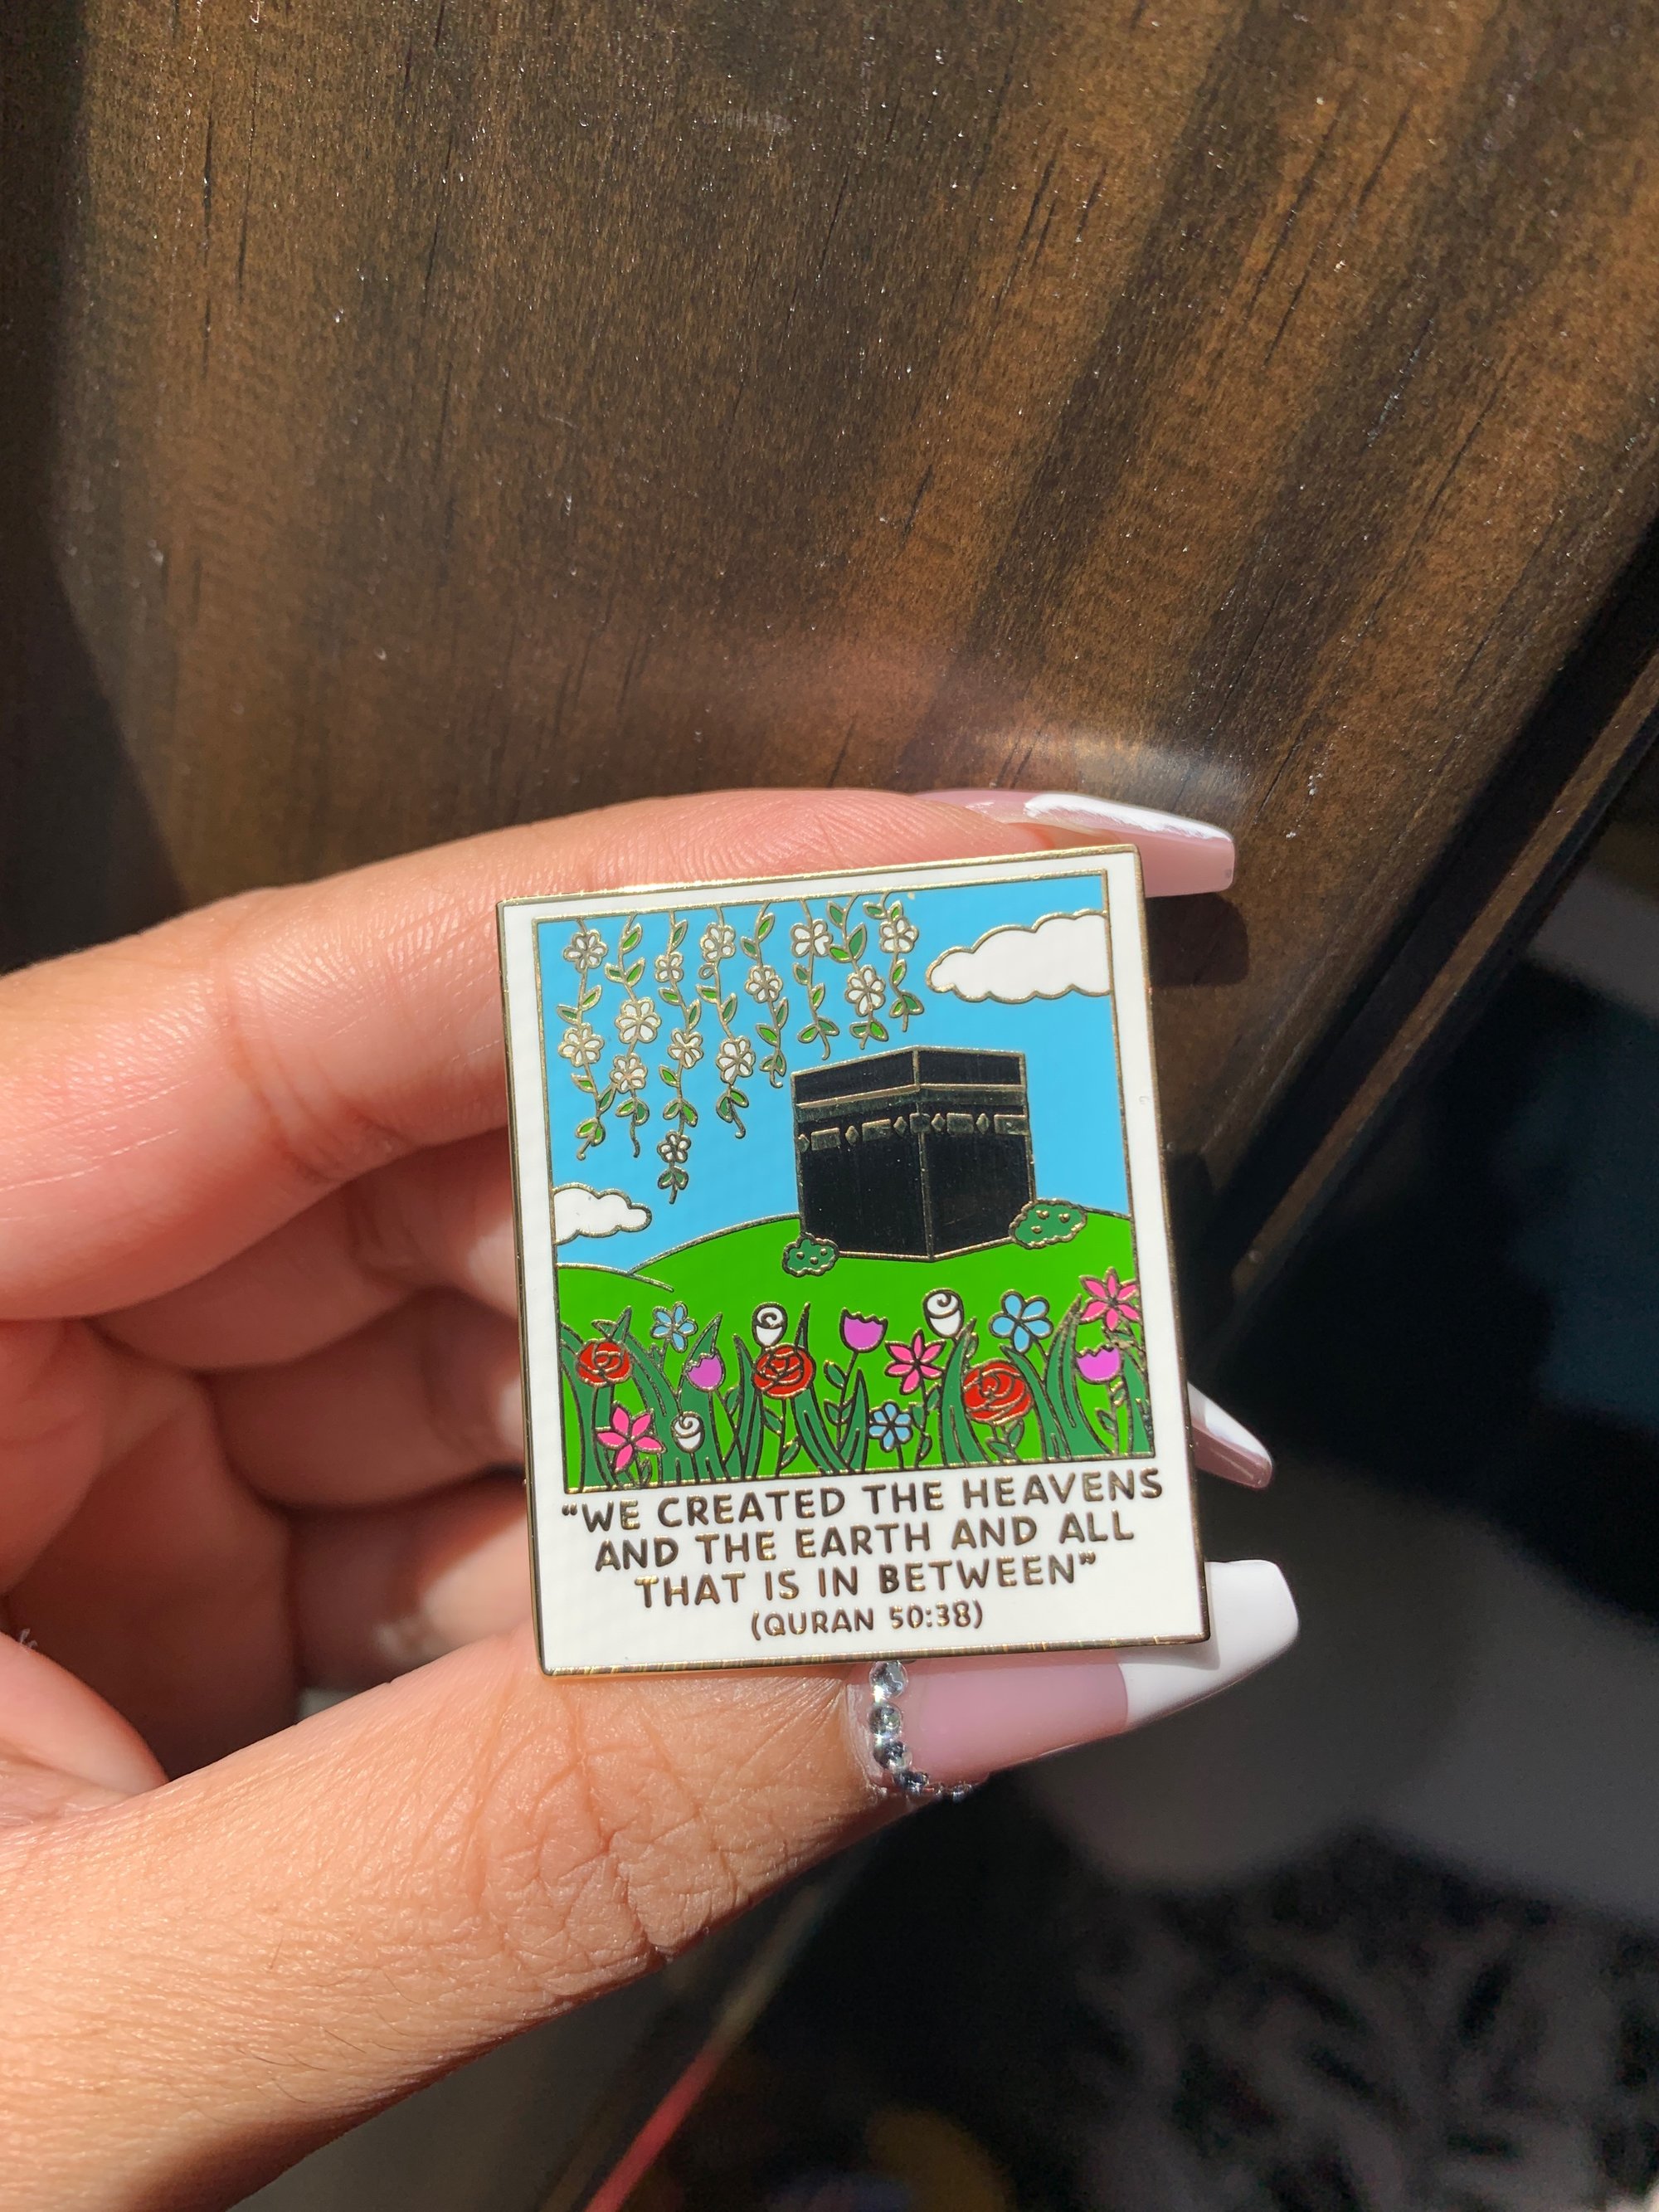 “WE CREATED THE HEAVENS
AND THE EARTH AND ALL
THAT IS IN BETWEEN”
(QURAN 50:38)